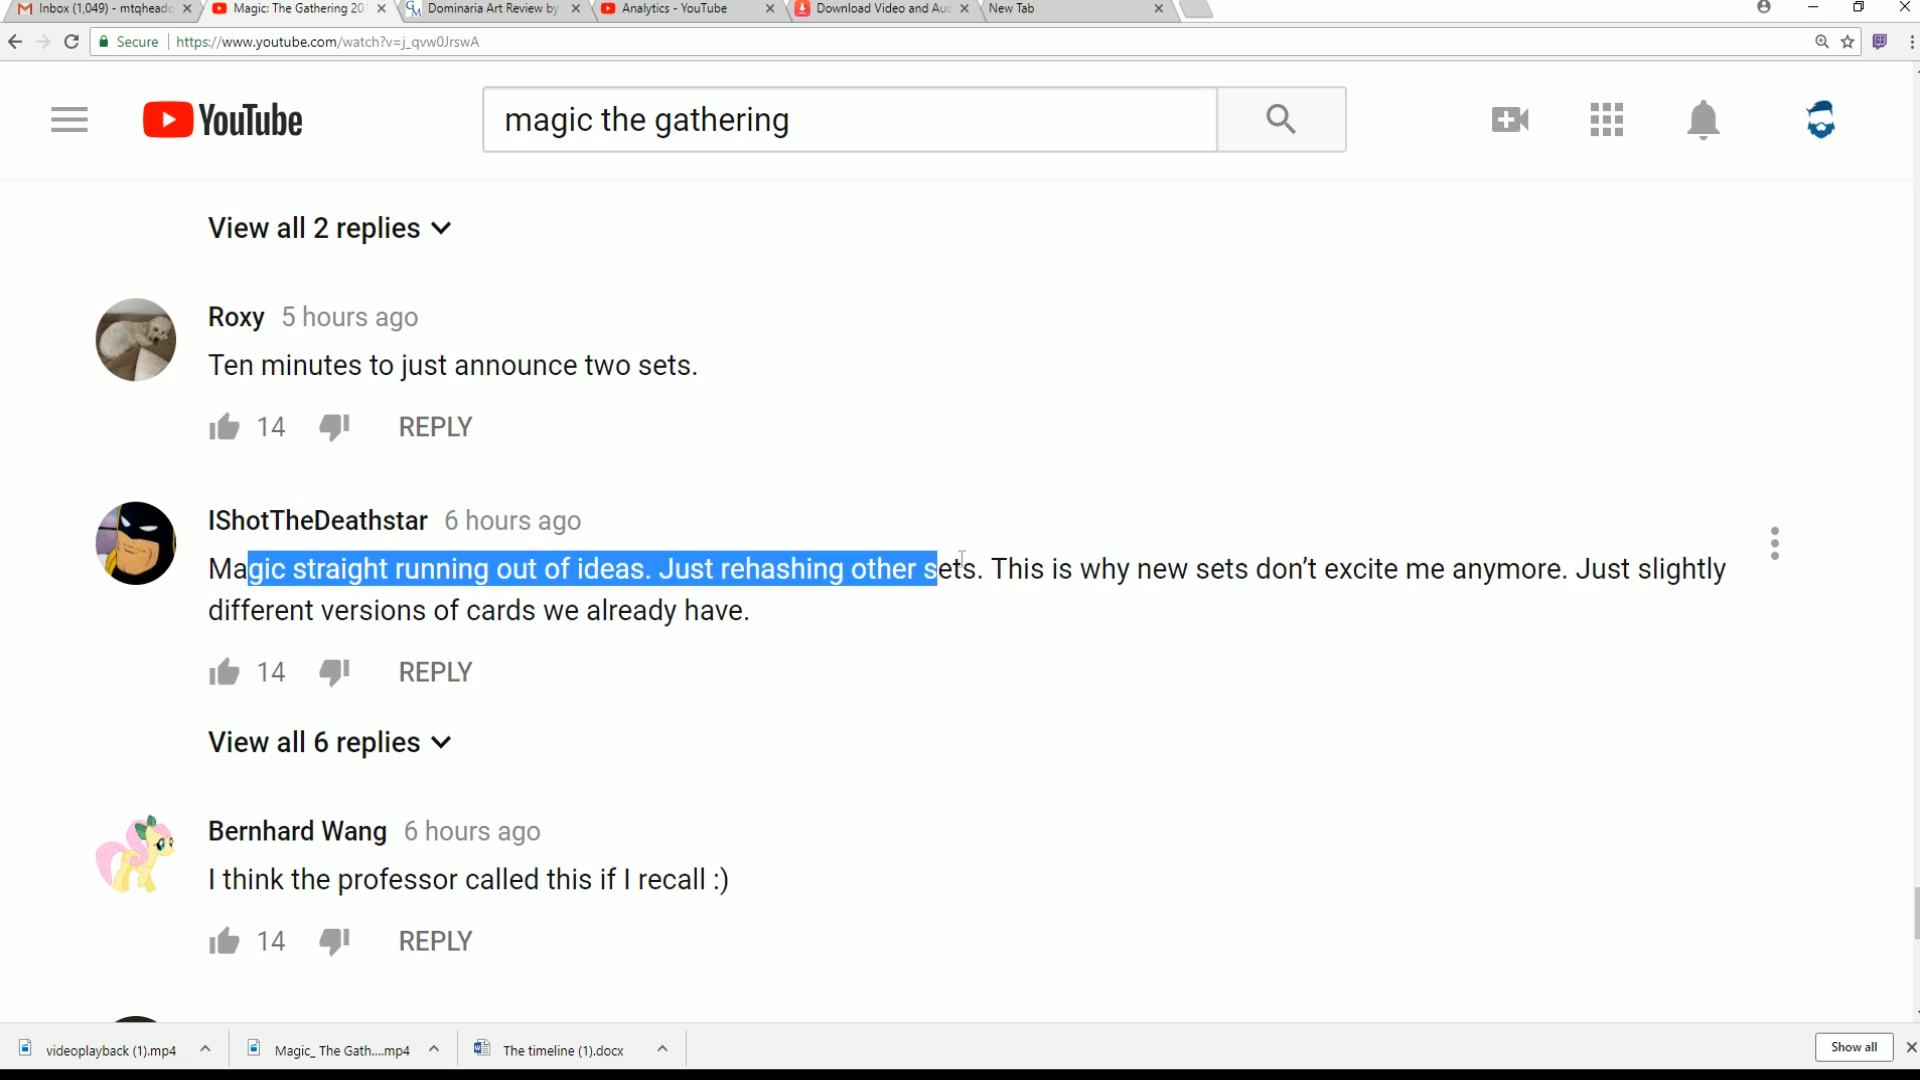 Inbox (1,049) - mtqheadc
Magic: The Gathering 20
Dominaria Art Review by
Analytics - YouTube
Download Video and Au
New Tab
Secure
https://www.youtube.com/watch?v=j_qvw0JrswA
YouTube
magic the gathering
View all 2 replies
Roxy 5 hours ago
Ten minutes to just announce two sets.
14 REPLY
IShotTheDeathstar 6 hours ago
Magic straight running out of ideas. Just rehashing other sets. This is why new sets don’t excite me anymore. Just slightly
different versions of cards we already have.
14 REPLY
View all 6 replies
Bernhard Wang 6 hours ago
I think the professor called this if I recall :)
14 REPLY
videoplayback (1).mp4
Magic_ The Gath....mp4
The timeline (1).docx
Show all